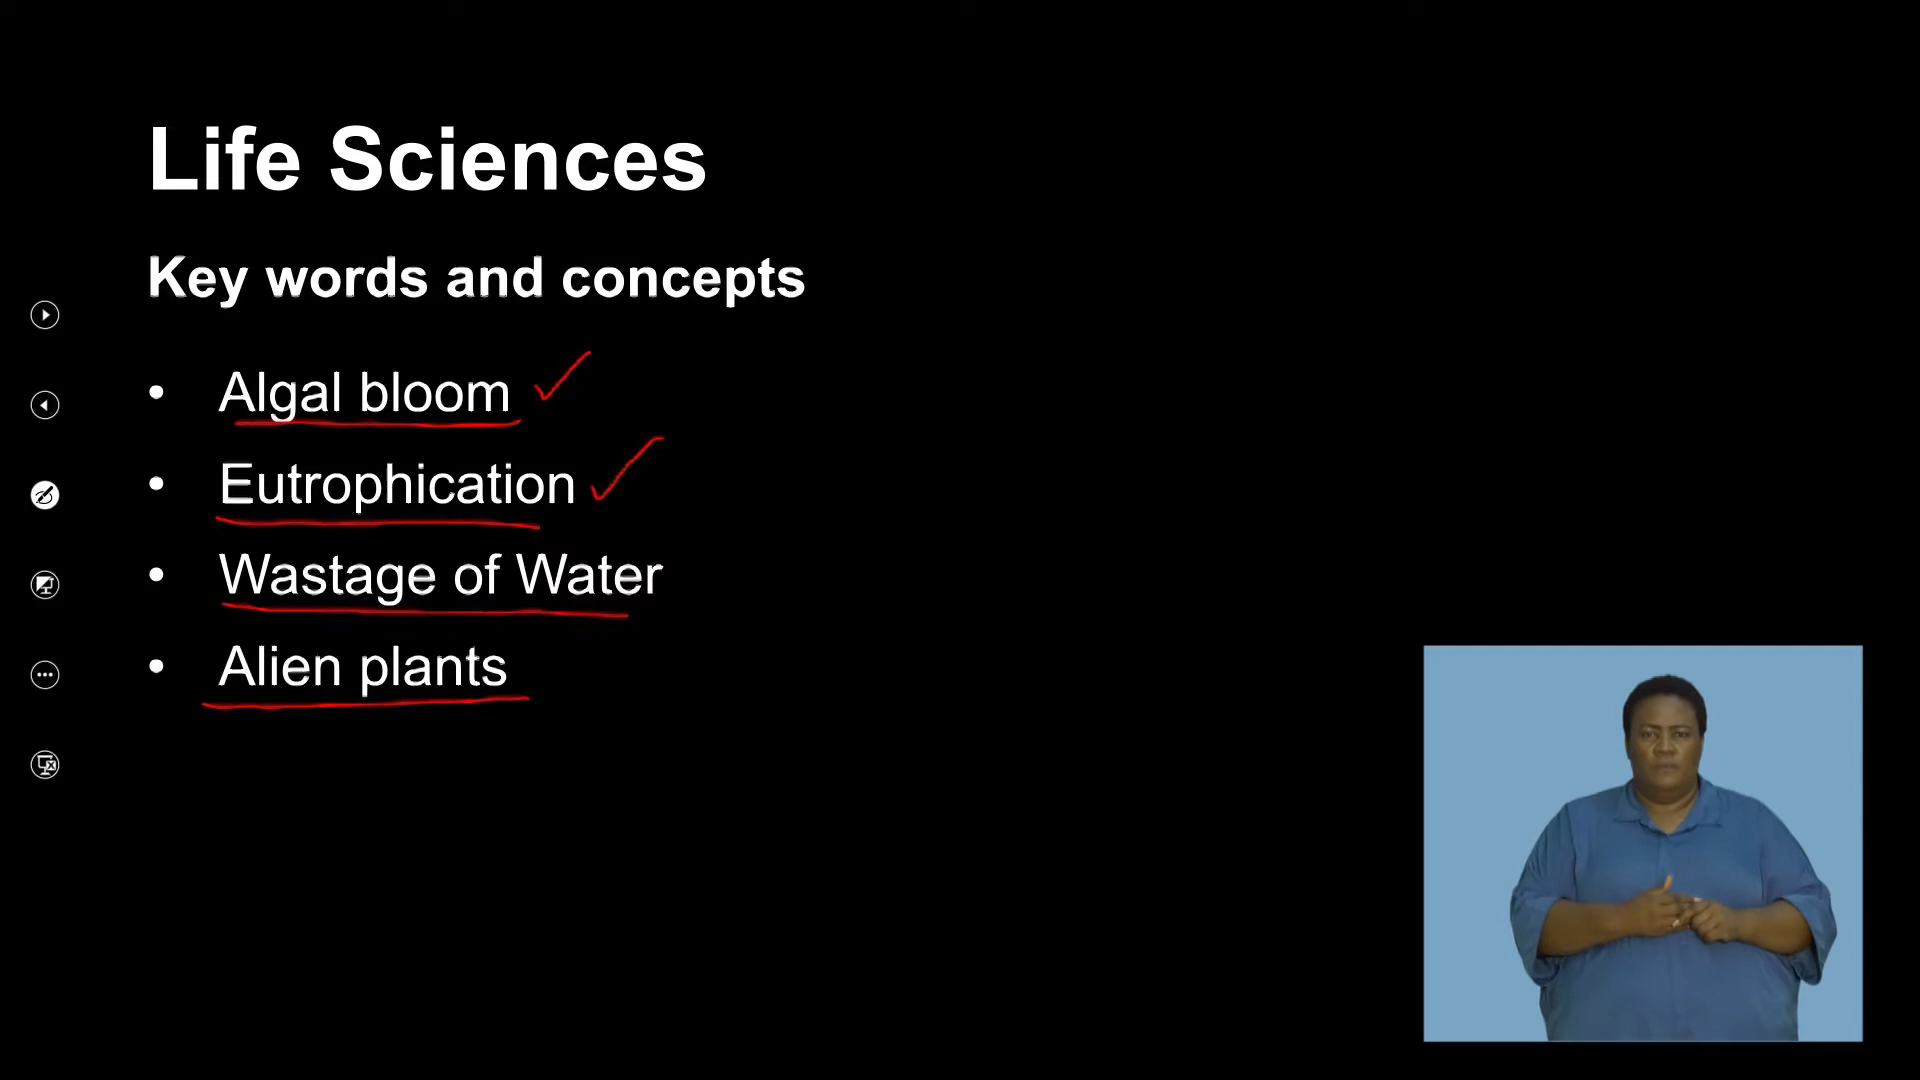 Life Sciences
Key words and concepts
• Algal bloom
• Eutrophication
• Wastage of Water
• Alien plants